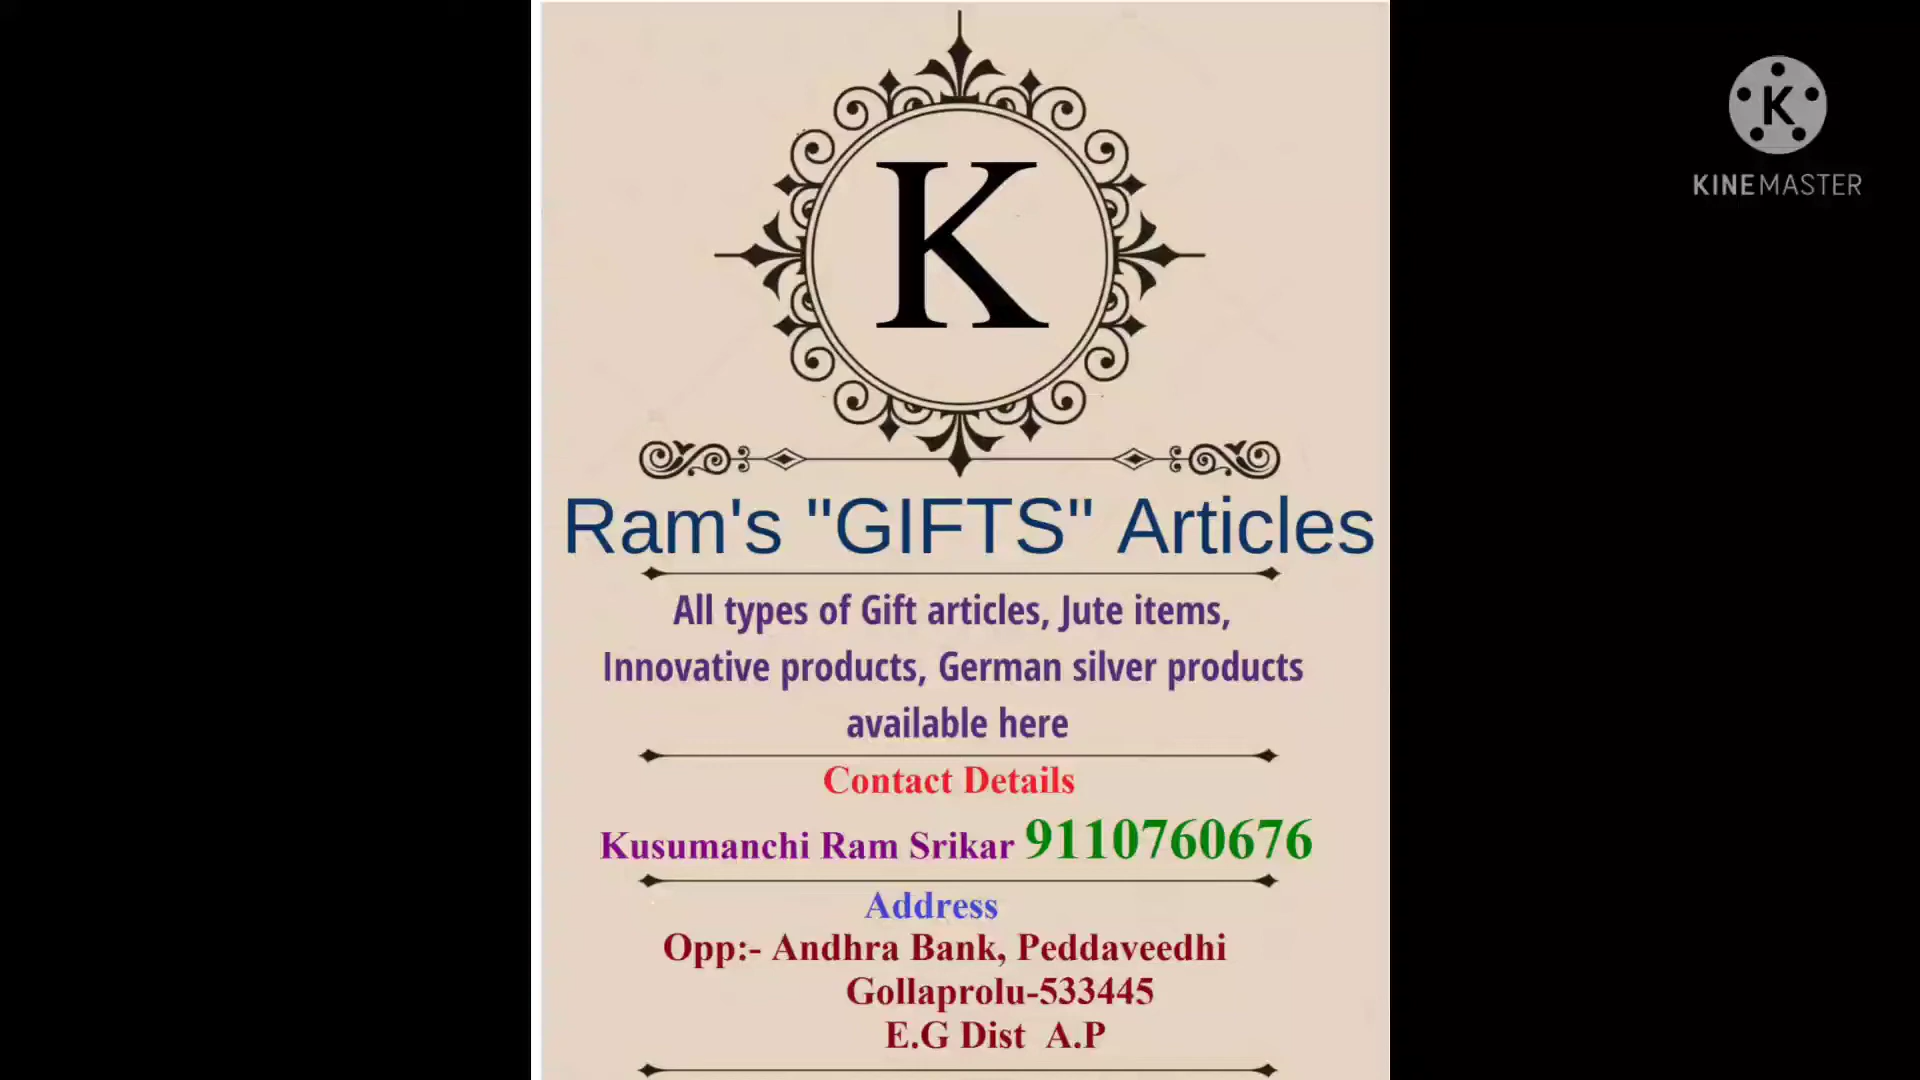 K
K
KINEMASTER
Ram's "GIFTS" Articles
All types of Gift articles, Jute items,
Innovative products, German silver products
available here
Contact Details
Kusumanchi Ram Srikar 9110760676
Address
Opp:- Andhra Bank, Peddaveedhi
Gollaprolu-533445
E.G Dist A.P